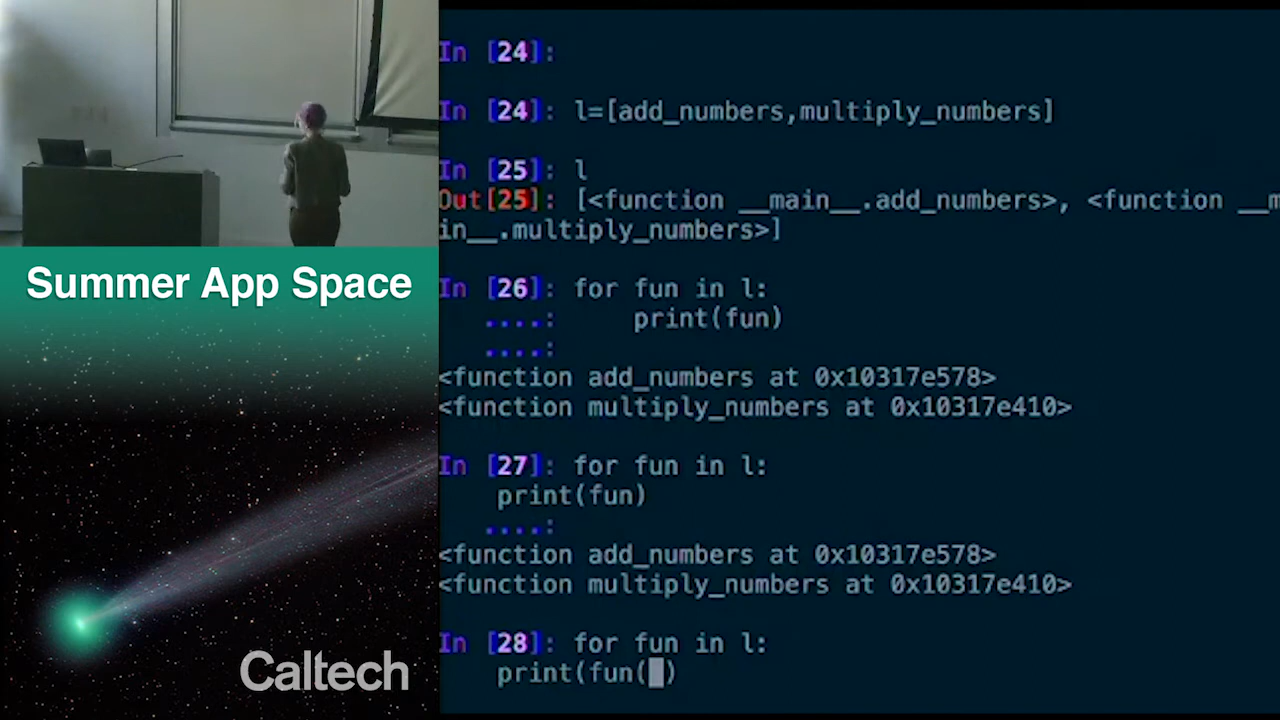 Summer App Space
Caltech
In [24]:
In [24]: l=[add_numbers,multiply_numbers]
In [25]: l
Out[25]: [<function __main__.add_numbers>, <function __m
in__.multiply_numbers>]
In [26]: for fun in l:
....:     print(fun)
....:
<function add_numbers at 0x10317e578>
<function multiply_numbers at 0x10317e410>
In [27]: for fun in l:
    print(fun)
....:
<function add_numbers at 0x10317e578>
<function multiply_numbers at 0x10317e410>
In [28]: for fun in l:
    print(fun()